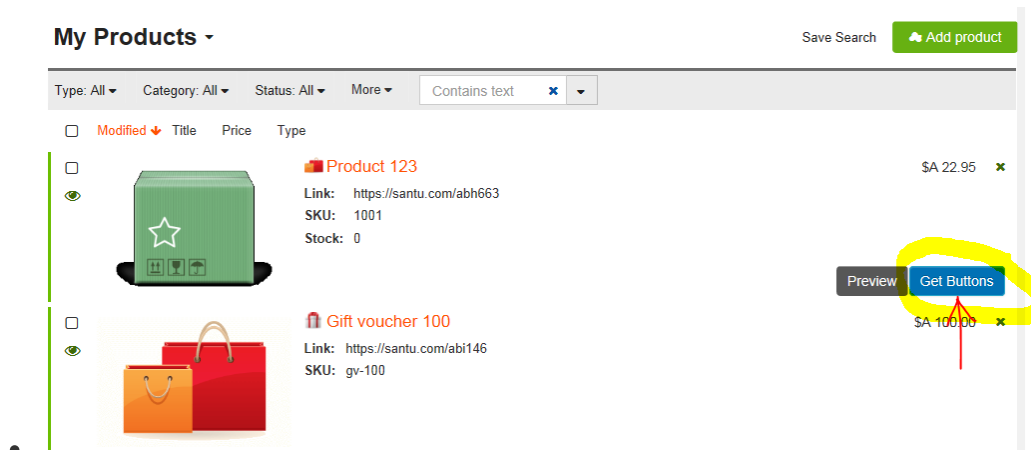 My Products
Save Search
Add product
Type: All
Category: All
Status: All
More
Contains text
Modified
Title
Price
Type
Product 123
$A 22.95
Link: https://santu.com/abh663
SKU: 1001
Stock: 0
Preview
Get Buttons
Gift voucher 100
$A 100.00
Link: https://santu.com/abi146
SKU: gv-100